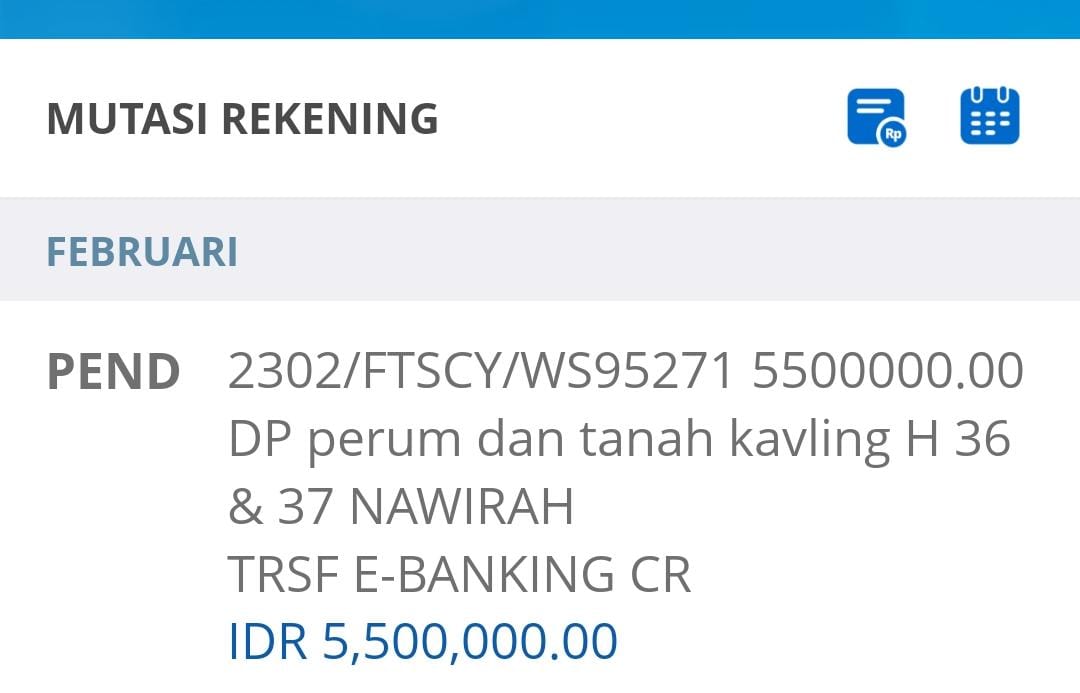 MUTASI REKENING
Rp
FEBRUARI
PEND 2302/FTSCY/WS95271 5500000.00
DP perum dan tanah kavling H 36
& 37 NAWIRAH
TRSF E-BANKING CR
IDR 5,500,000.00